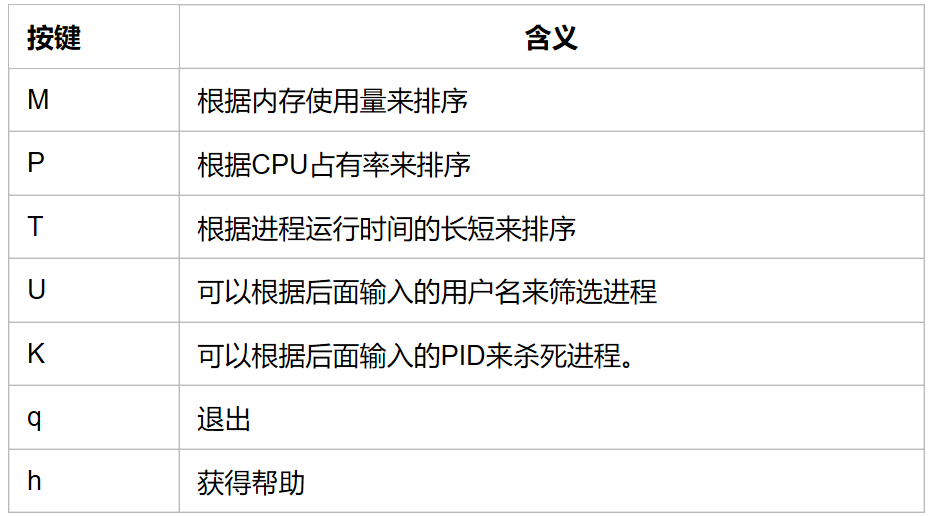 按键 含义
M 根据内存使用量来排序
P 根据CPU占有率来排序
T 根据进程运行时间的长短来排序
U 可以根据后面输入的用户名来筛选进程
K 可以根据后面输入的PID来杀死进程。
q 退出
h 获得帮助